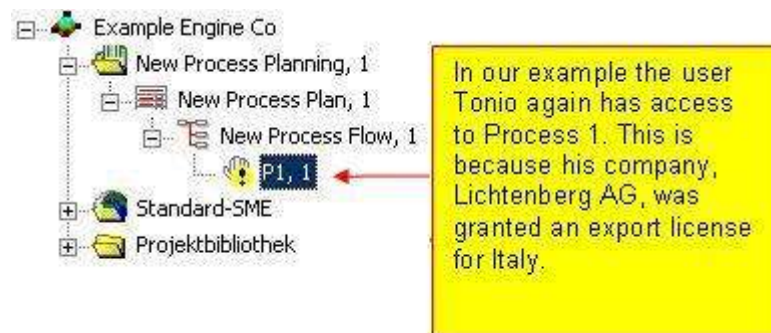 Example Engine Co
New Process Planning, 1
New Process Plan, 1
New Process Flow, 1
P1, 1
Standard-SME
Projektbibliothek
In our example the user
Tonio again has access
to Process 1. This is
because his company,
Lichtenberg AG, was
granted an export license
for Italy.